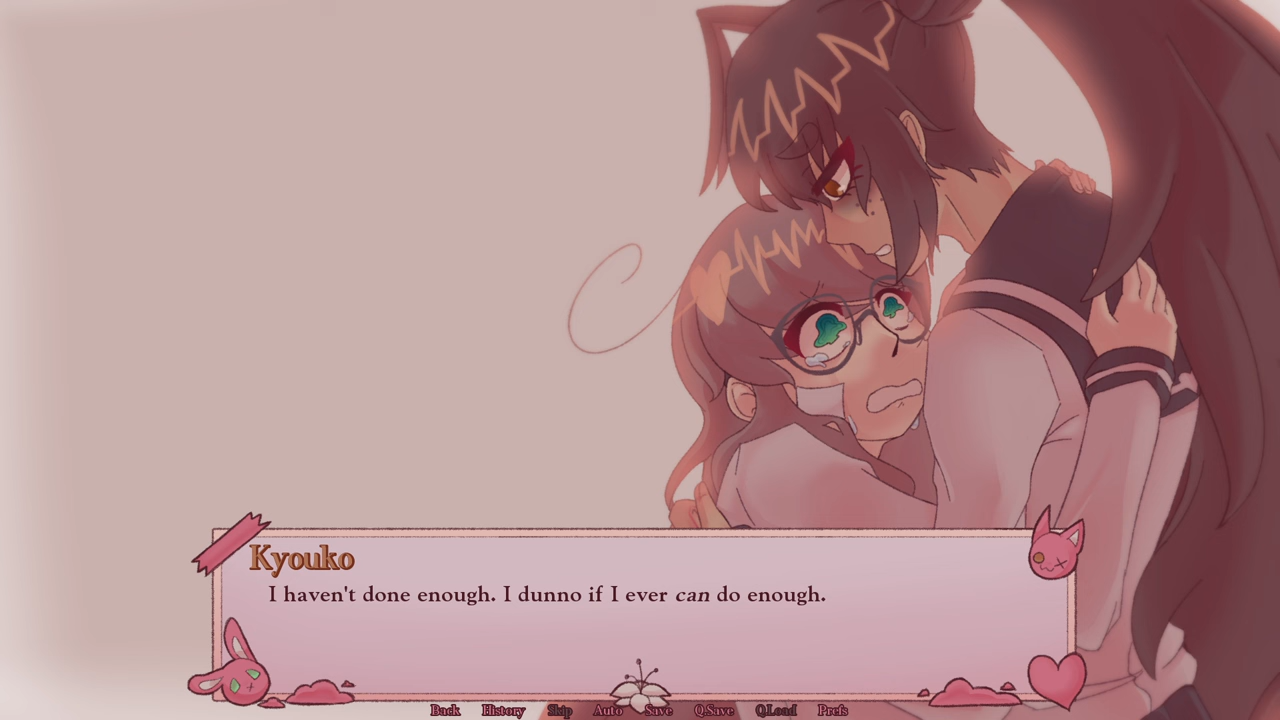 Kyouko
I haven't done enough. I dunno if I ever can do enough.
Back History Skip Auto Save Q.Save Q.Load Prefs